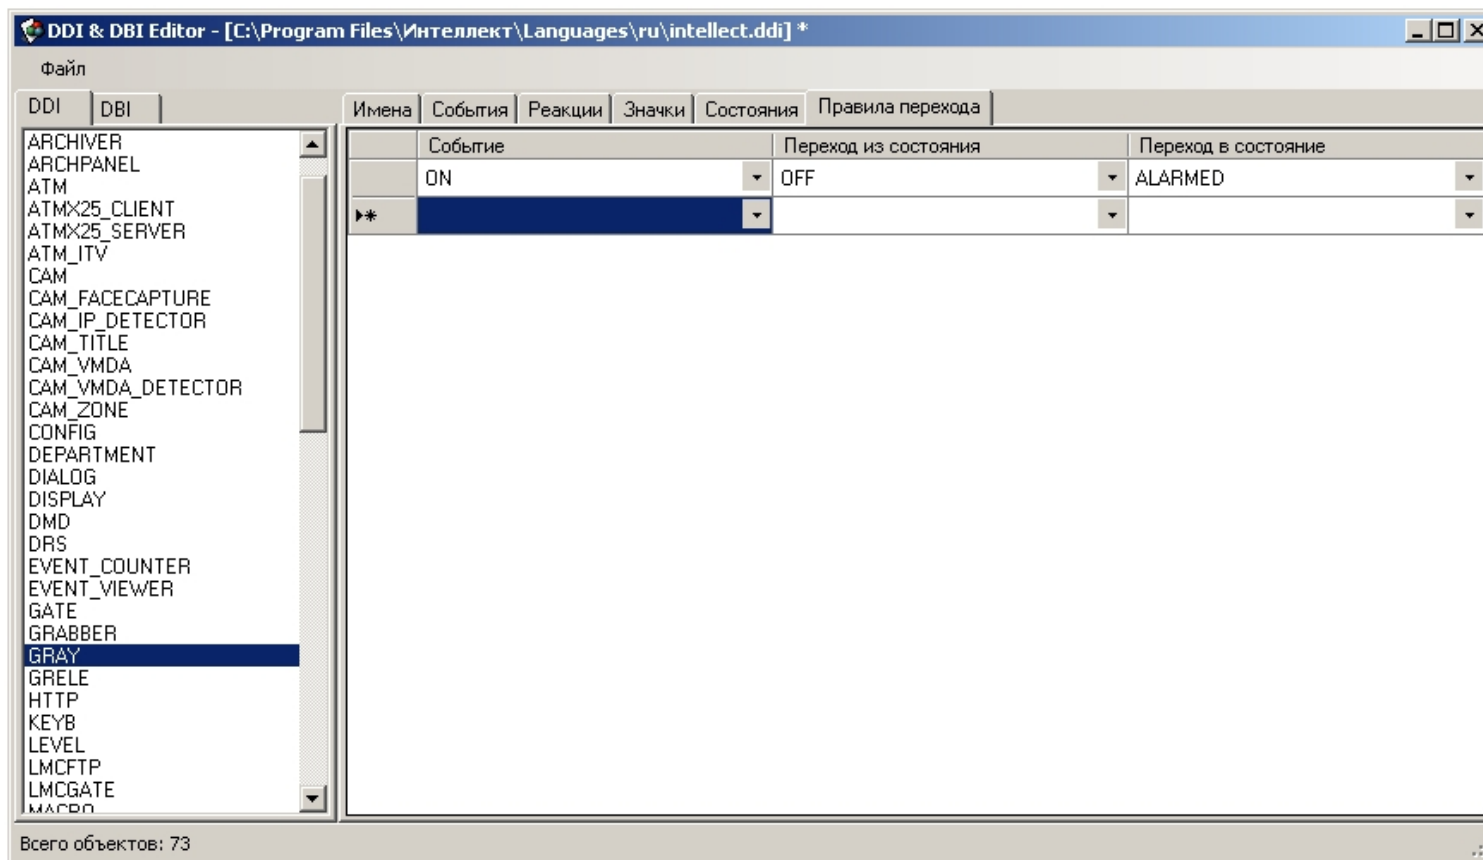 DDI & DBI Editor - [C:\Program Files\Интеллект\Languages\ru\intellect.ddi] *
Файл
DDI DBI
Имена События Реакции Значки Состояния Правила перехода
Событие Переход из состояния Переход в состояние
ON OFF ALARMED
ARCHIVER
ARCHPANEL
ATM
ATMX25_CLIENT
ATMX25_SERVER
ATM_ITV
CAM
CAM_FACECAPTURE
CAM_IP_DETECTOR
CAM_TITLE
CAM_VMDA
CAM_VMDA_DETECTOR
CAM_ZONE
CONFIG
DEPARTMENT
DIALOG
DISPLAY
DMD
DRS
EVENT_COUNTER
EVENT_VIEWER
GATE
GRABBER
GRAY
GRELE
HTTP
KEYB
LEVEL
LMCFTP
LMCGATE
MACRO
Всего объектов: 73